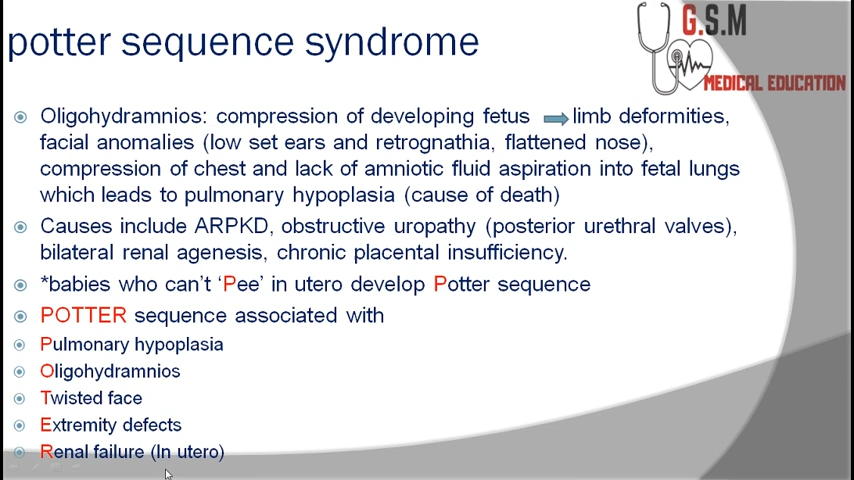 potter sequence syndrome
G.S.M
MEDICAL EDUCATION
Oligohydramnios: compression of developing fetus limb deformities,
facial anomalies (low set ears and retrognathia, flattened nose),
compression of chest and lack of amniotic fluid aspiration into fetal lungs
which leads to pulmonary hypoplasia (cause of death)
Causes include ARPKD, obstructive uropathy (posterior urethral valves),
bilateral renal agenesis, chronic placental insufficiency.
*babies who can't 'Pee' in utero develop Potter sequence
POTTER sequence associated with
Pulmonary hypoplasia
Oligohydramnios
Twisted face
Extremity defects
Renal failure (In utero)